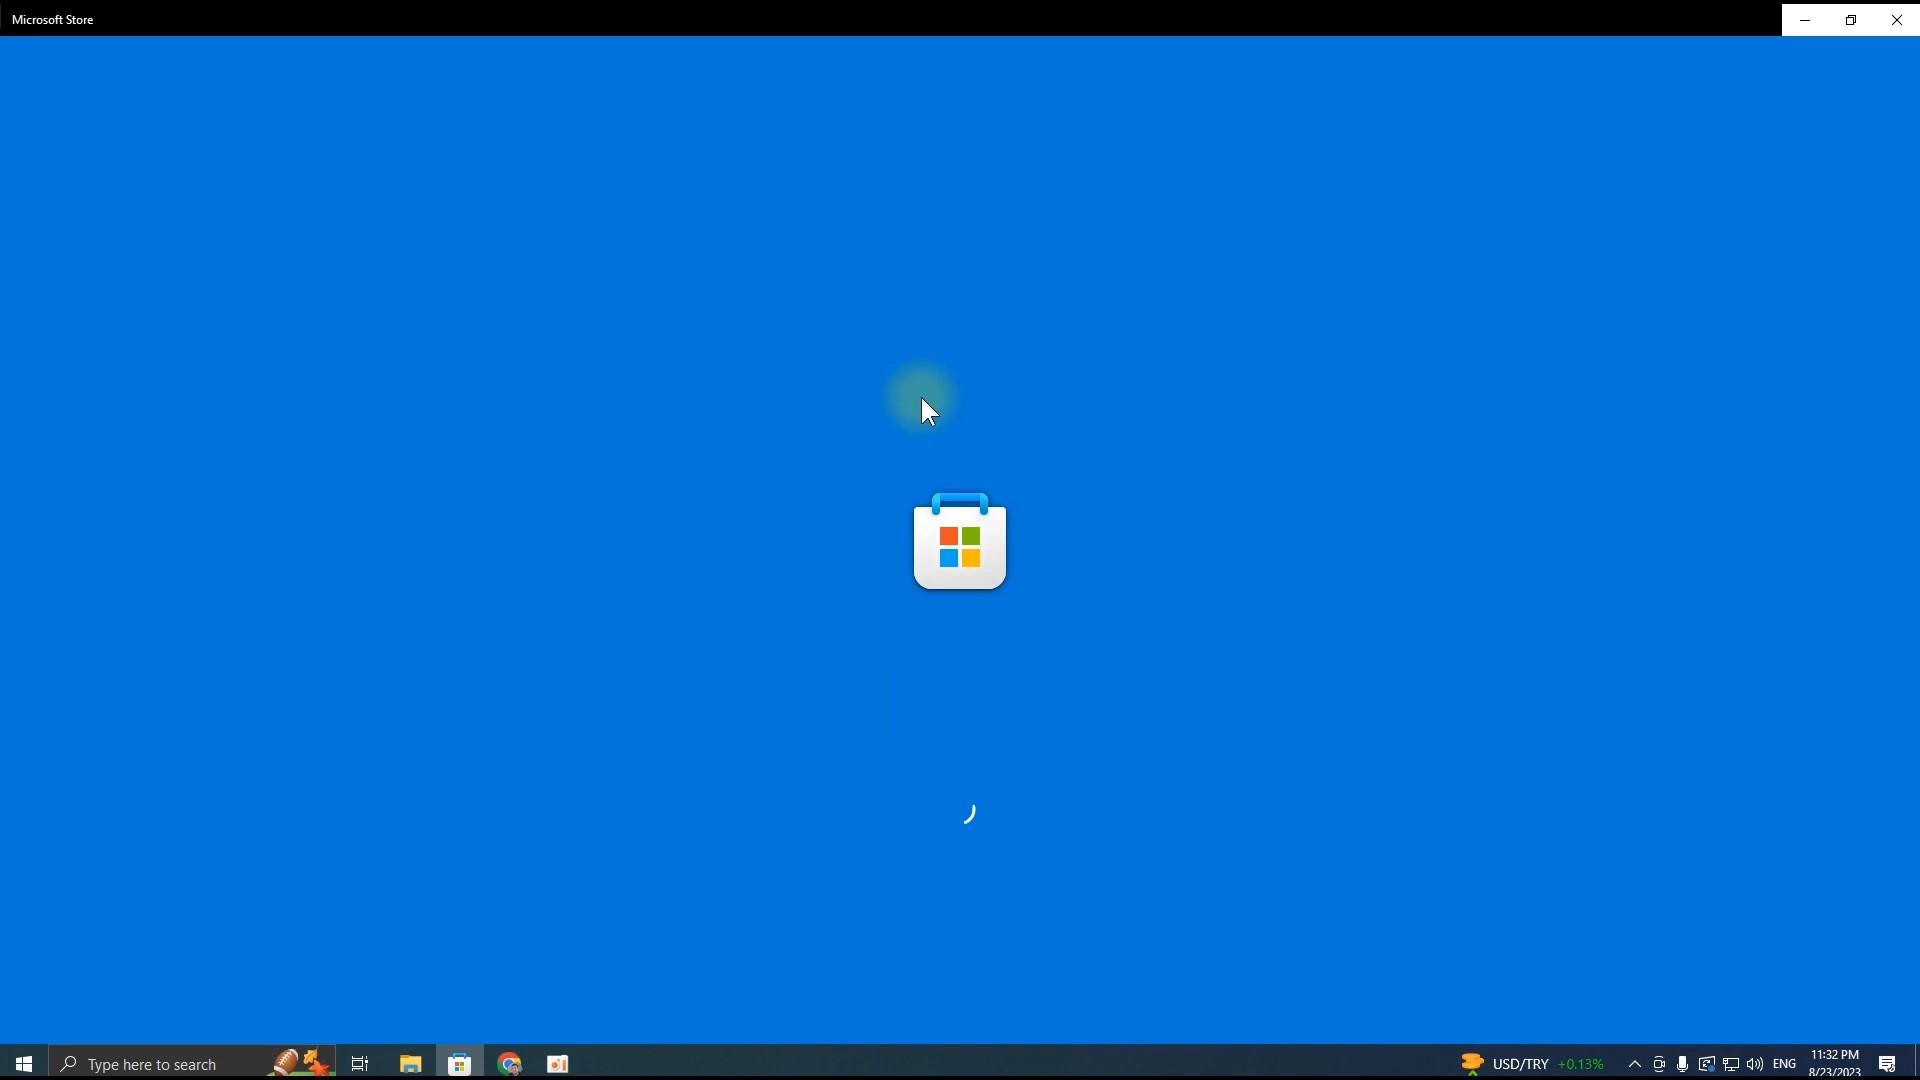 Microsoft Store
Type here to search
USD/TRY +0.13%
ENG
11:32 PM
8/23/2023